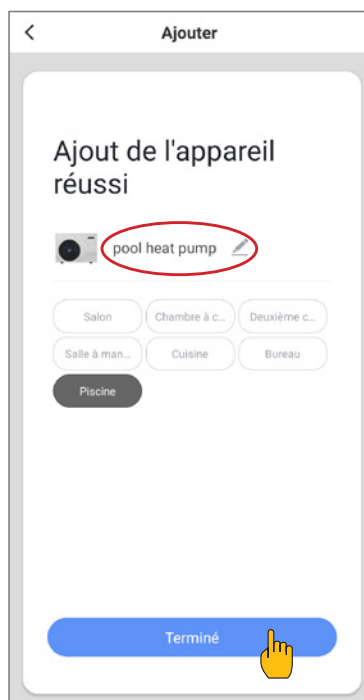 Ajouter
Ajout de l'appareil
réussi
pool heat pump
Salon
Chambre à c...
Deuxième c...
Salle à man...
Cuisine
Bureau
Piscine
Terminé